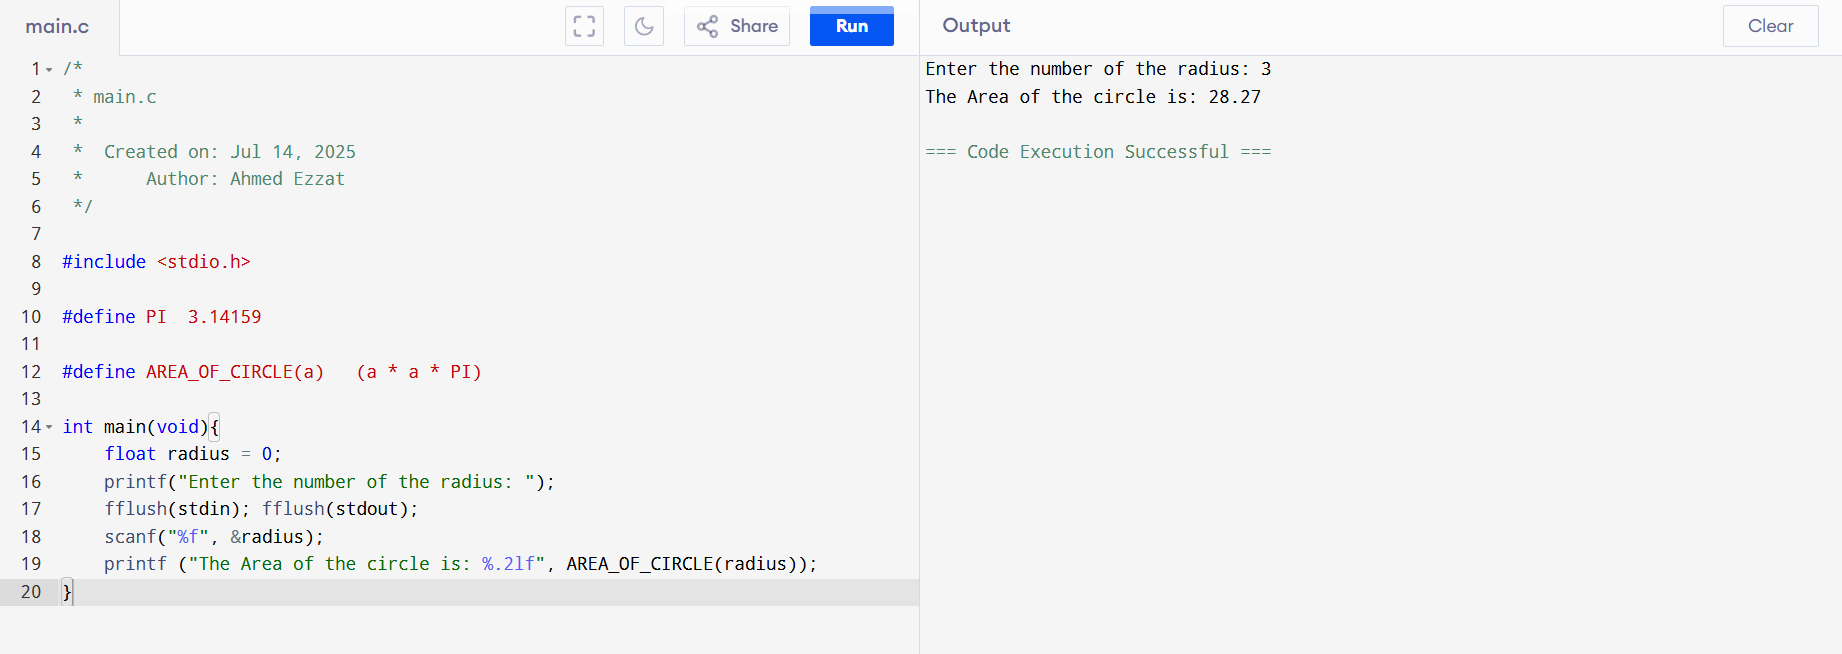 main.c
Share
Run
Output
Clear
1 /*
2  * main.c
3  *
4  *  Created on: Jul 14, 2025
5  *      Author: Ahmed Ezzat
6  */
7
8 #include <stdio.h>
9
10 #define PI  3.14159
11
12 #define AREA_OF_CIRCLE(a)   (a * a * PI)
13
14 int main(void){
15     float radius = 0;
16     printf("Enter the number of the radius: ");
17     fflush(stdin); fflush(stdout);
18     scanf("%f", &radius);
19     printf ("The Area of the circle is: %.2lf", AREA_OF_CIRCLE(radius));
20 }
Enter the number of the radius: 3
The Area of the circle is: 28.27
=== Code Execution Successful ===